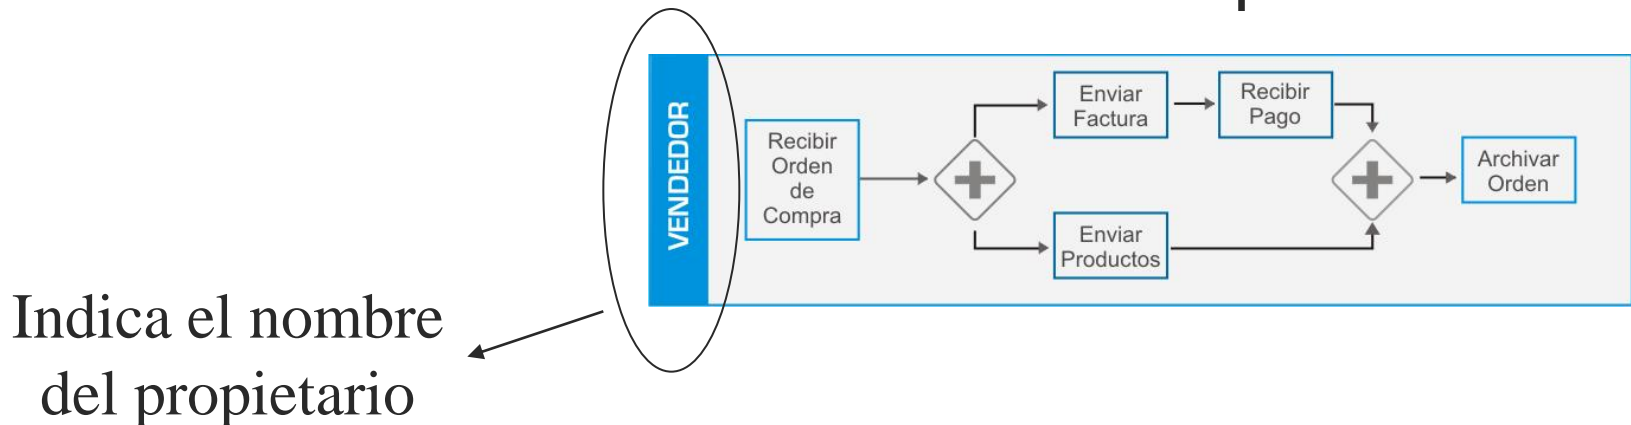 VENDEDOR
Recibir
Orden
de
Compra
Enviar
Factura
Recibir
Pago
Enviar
Productos
Archivar
Orden
Indica el nombre
del propietario